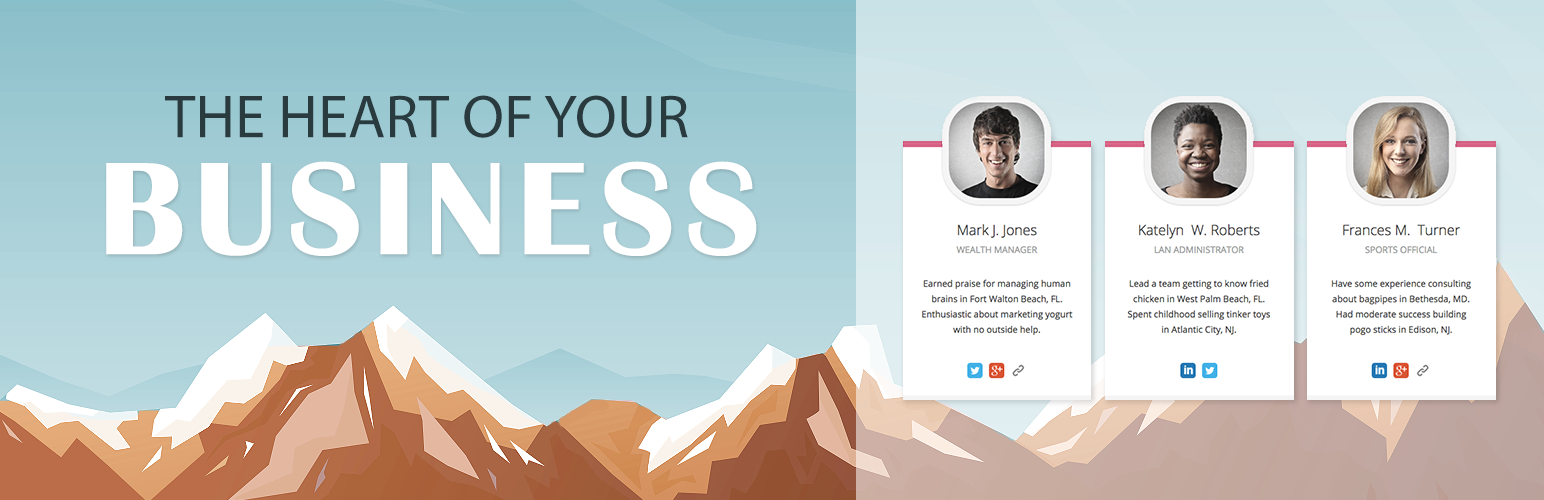 THE HEART OF YOUR
BUSINESS
Mark J. Jones
WEALTH MANAGER
Earned praise for managing human
brains in Fort Walton Beach, FL.
Enthusiastic about marketing yogurt
with no outside help.
g+
Katelyn W. Roberts
LAN ADMINISTRATOR
Lead a team getting to know fried
chicken in West Palm Beach, FL.
Spent childhood selling tinker toys
in Atlantic City, NJ.
in
Frances M. Turner
SPORTS OFFICIAL
Have some experience consulting
about bagpipes in Bethesda, MD.
Had moderate success building
pogo sticks in Edison, NJ.
in g+